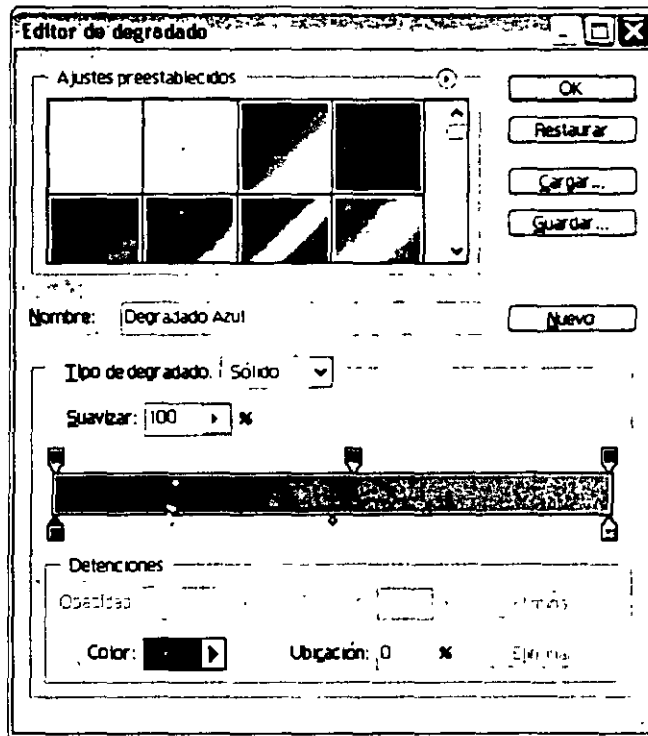 Editor de degradado
Ajustes preestablecidos
OK
Restaurar
Cargar...
Guardar...
Nombre: Degradado Azul
Nuevo
Tipo de degradado: Sólido
Suavizar: 100 %
Detenciones
Opacidad
Color:
Ubicación: 0 %